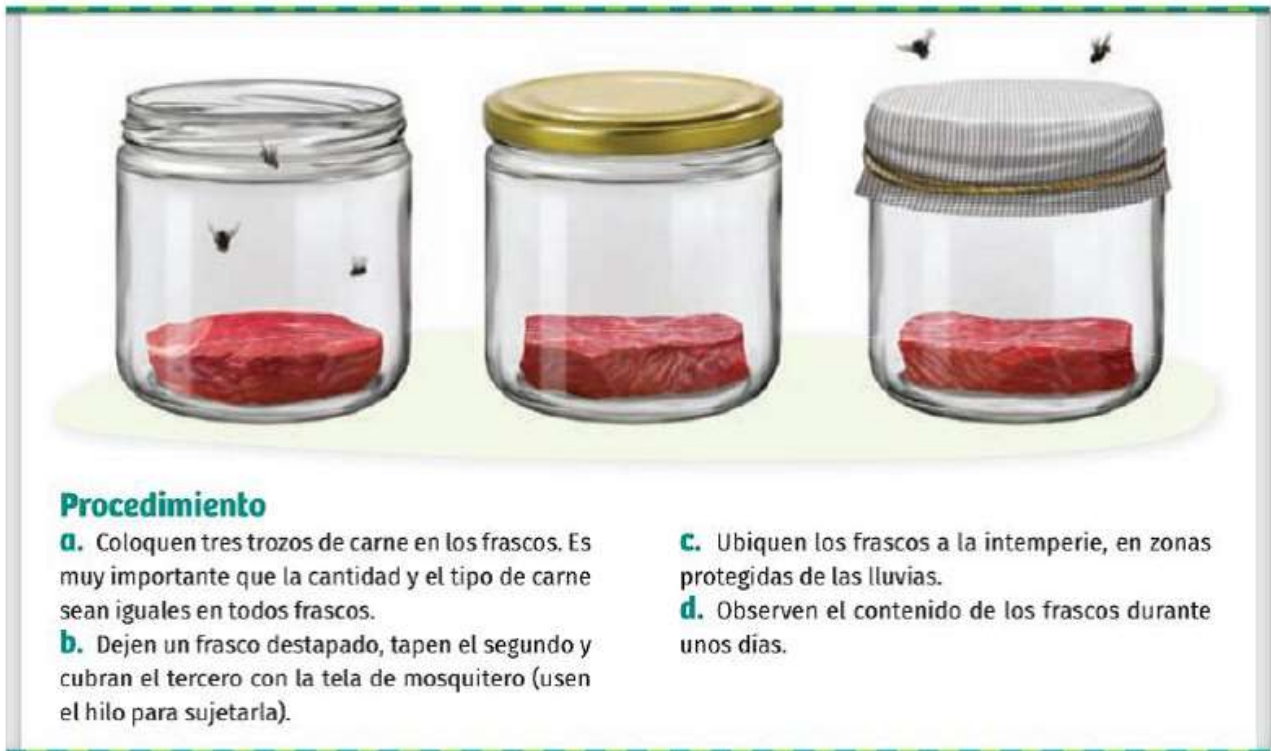 Procedimiento
a. Coloquen tres trozos de carne en los frascos. Es
muy importante que la cantidad y el tipo de carne
sean iguales en todos frascos.
b. Dejen un frasco destapado, tapen el segundo y
cubran el tercero con la tela de mosquitero (usen
el hilo para sujetarla).
c. Ubiquen los frascos a la intemperie, en zonas
protegidas de las lluvias.
d. Observen el contenido de los frascos durante
unos días.